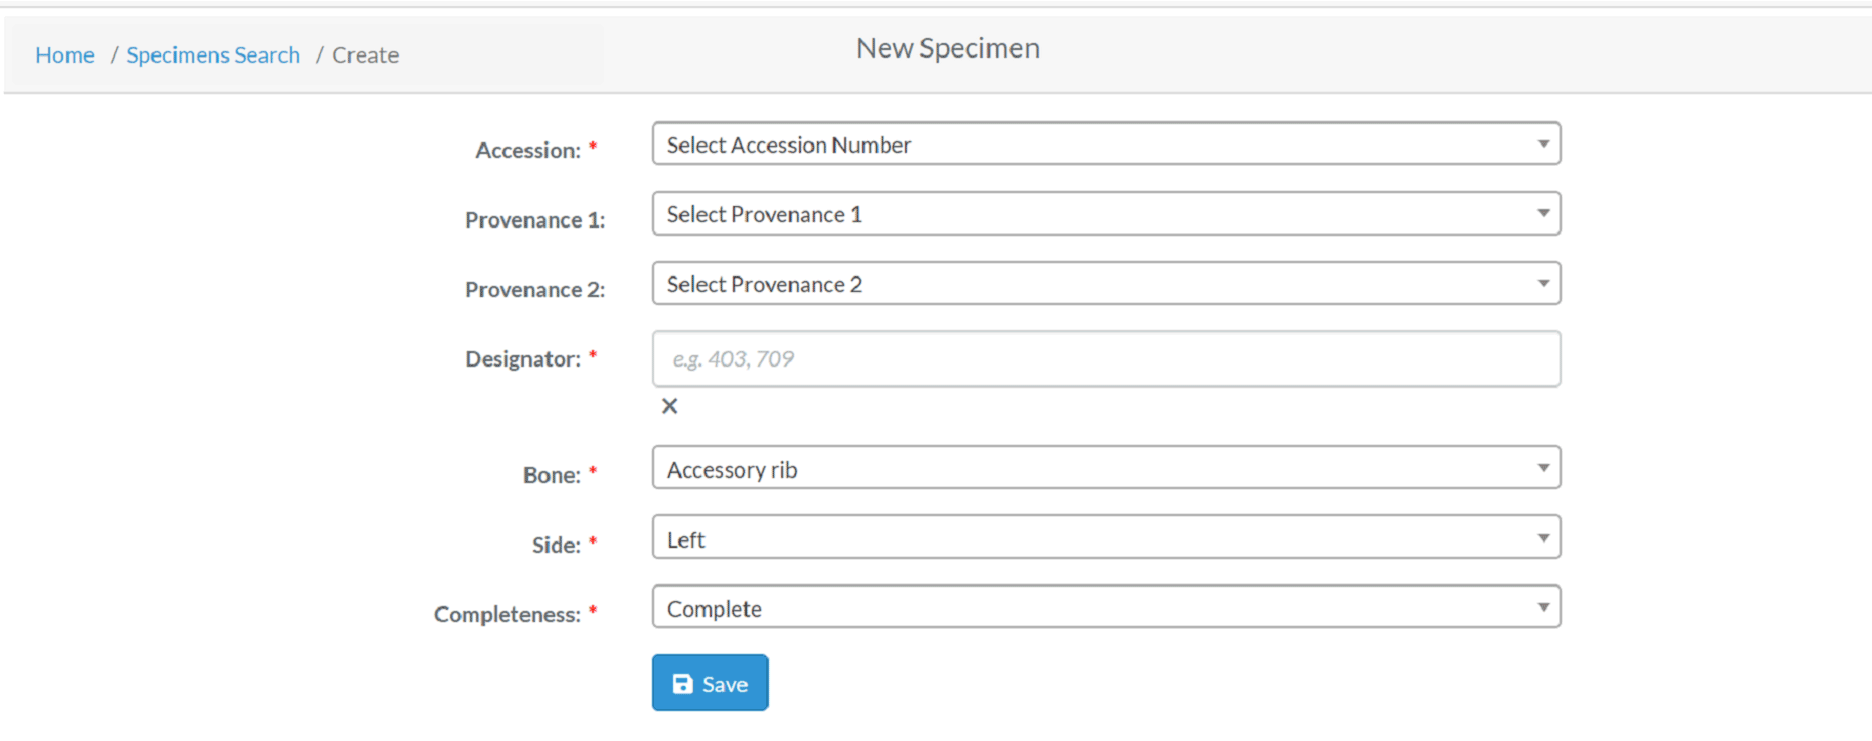 Home / Specimens Search / Create
New Specimen
Accession: * Select Accession Number
Provenance 1: Select Provenance 1
Provenance 2: Select Provenance 2
Designator: * e.g. 403, 709
Bone: * Accessory rib
Side: * Left
Completeness: * Complete
Save